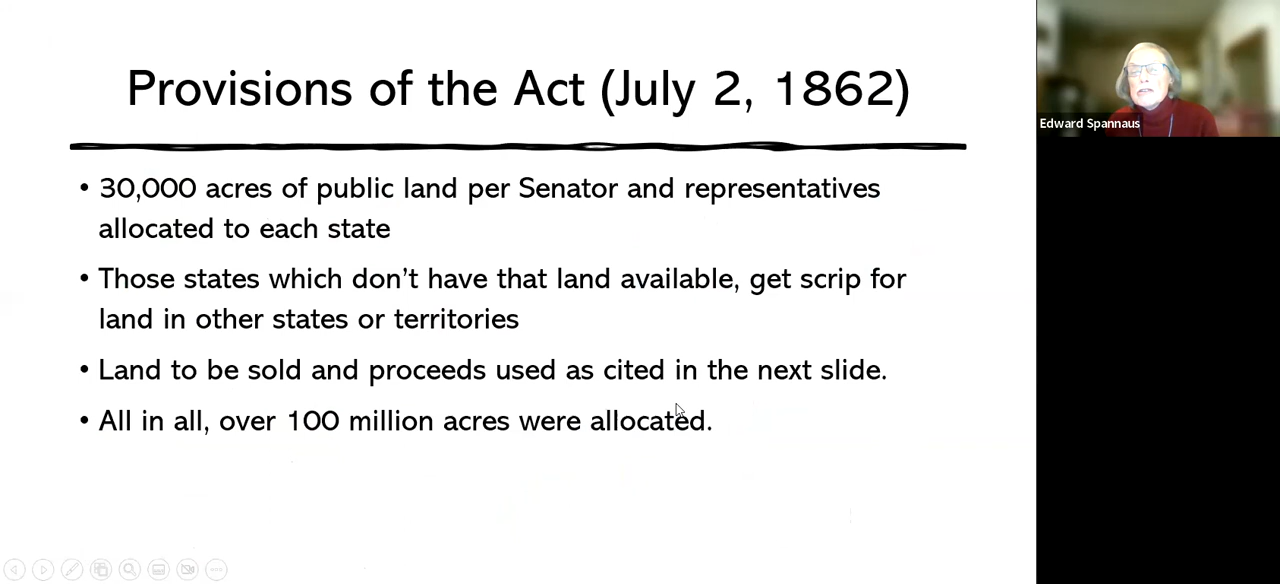 Provisions of the Act (July 2, 1862)
• 30,000 acres of public land per Senator and representatives
allocated to each state
• Those states which don’t have that land available, get scrip for
land in other states or territories
• Land to be sold and proceeds used as cited in the next slide.
• All in all, over 100 million acres were allocated.
Edward Spannaus